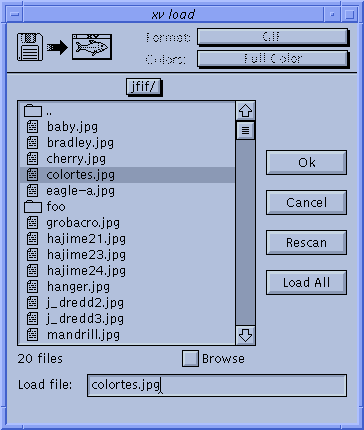 xv load
Format: GIF
Colors: Full Color
jfif/
..
baby.jpg
bradley.jpg
cherry.jpg
colortes.jpg
eagle-a.jpg
foo
grobacro.jpg
hajime21.jpg
hajime23.jpg
hajime24.jpg
hanger.jpg
j_dredd2.jpg
j_dredd3.jpg
mandrill.jpg
Ok
Cancel
Rescan
Load All
20 files
Browse
Load file: colortes.jpg